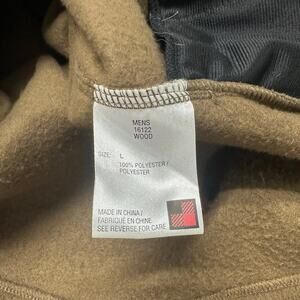 MENS
16122
WOOD
SIZE: L
100% POLYESTER /
POLYESTER
MADE IN CHINA /
FABRIQUÉ EN CHINE
SEE REVERSE FOR CARE